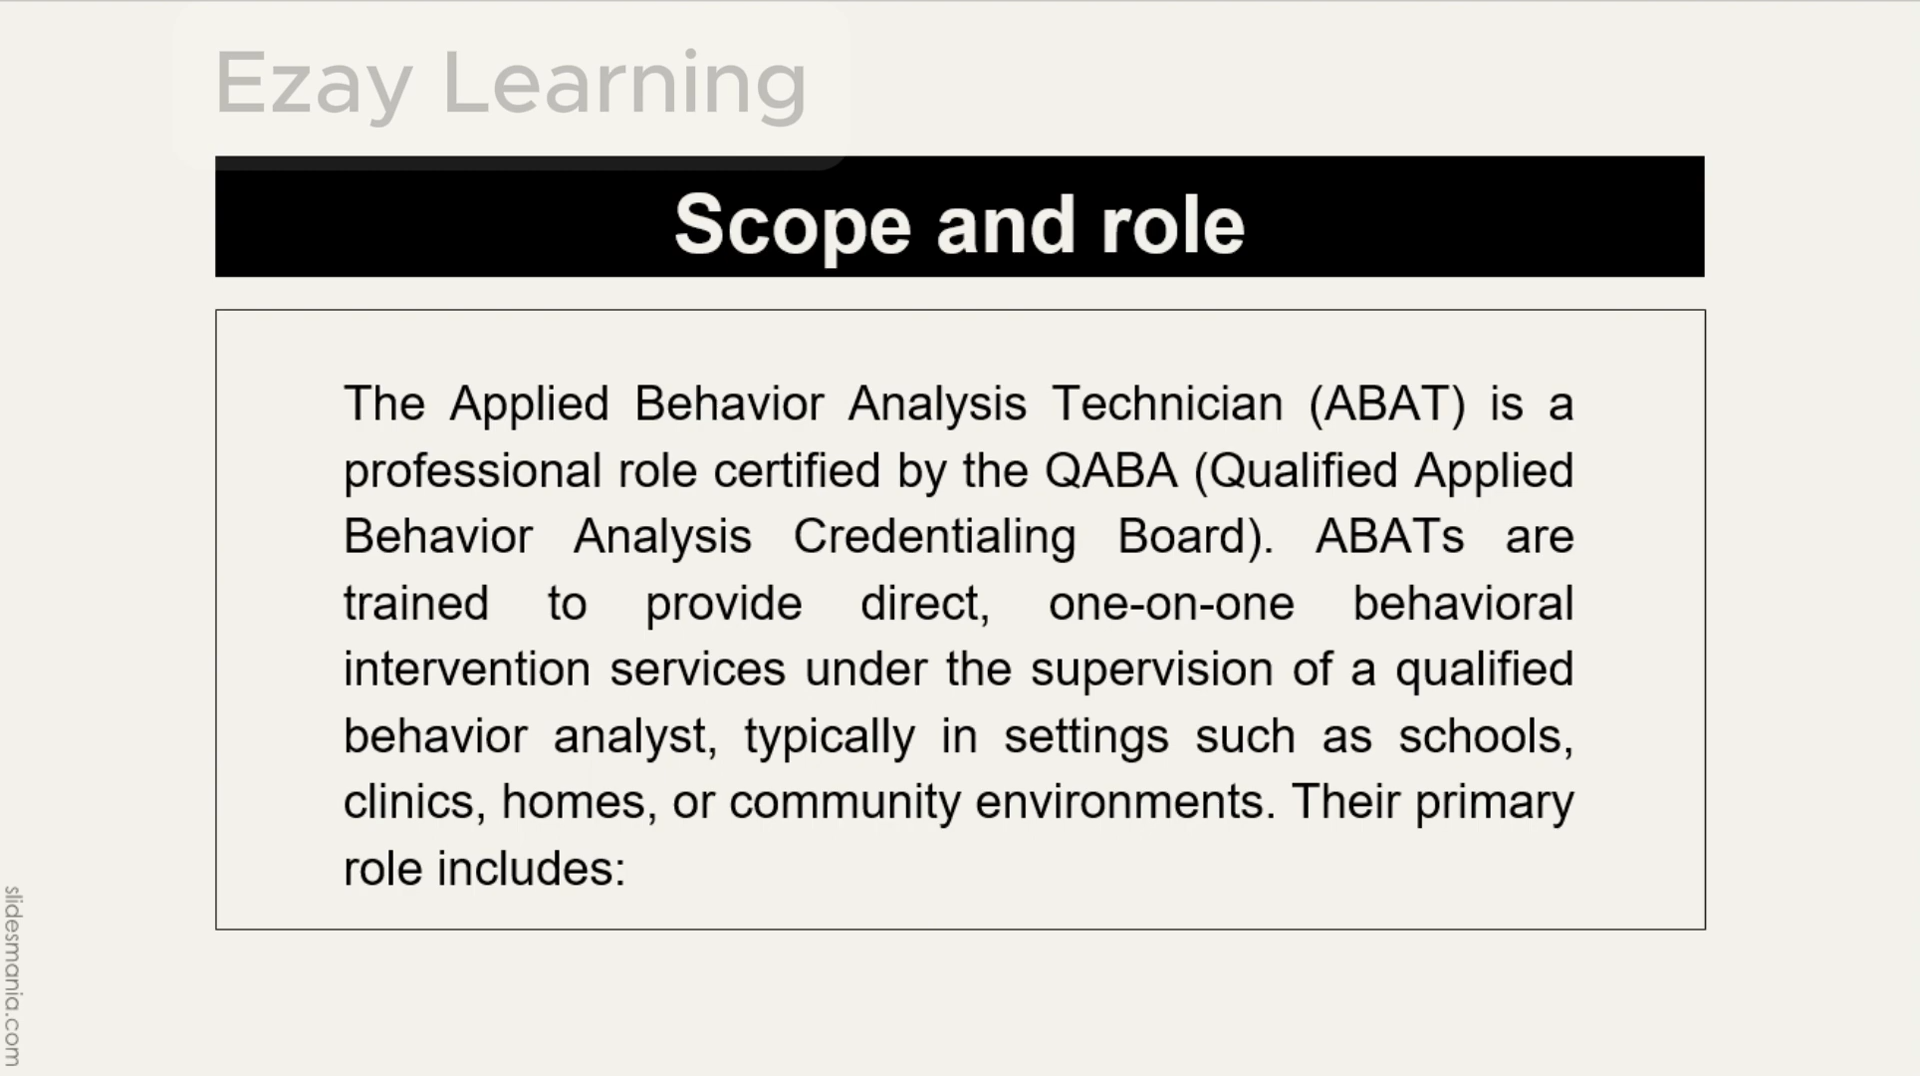 Ezay Learning
Scope and role
The Applied Behavior Analysis Technician (ABAT) is a
professional role certified by the QABA (Qualified Applied
Behavior Analysis Credentialing Board). ABATs are
trained to provide direct, one-on-one behavioral
intervention services under the supervision of a qualified
behavior analyst, typically in settings such as schools,
clinics, homes, or community environments. Their primary
role includes:
slidesmania.com